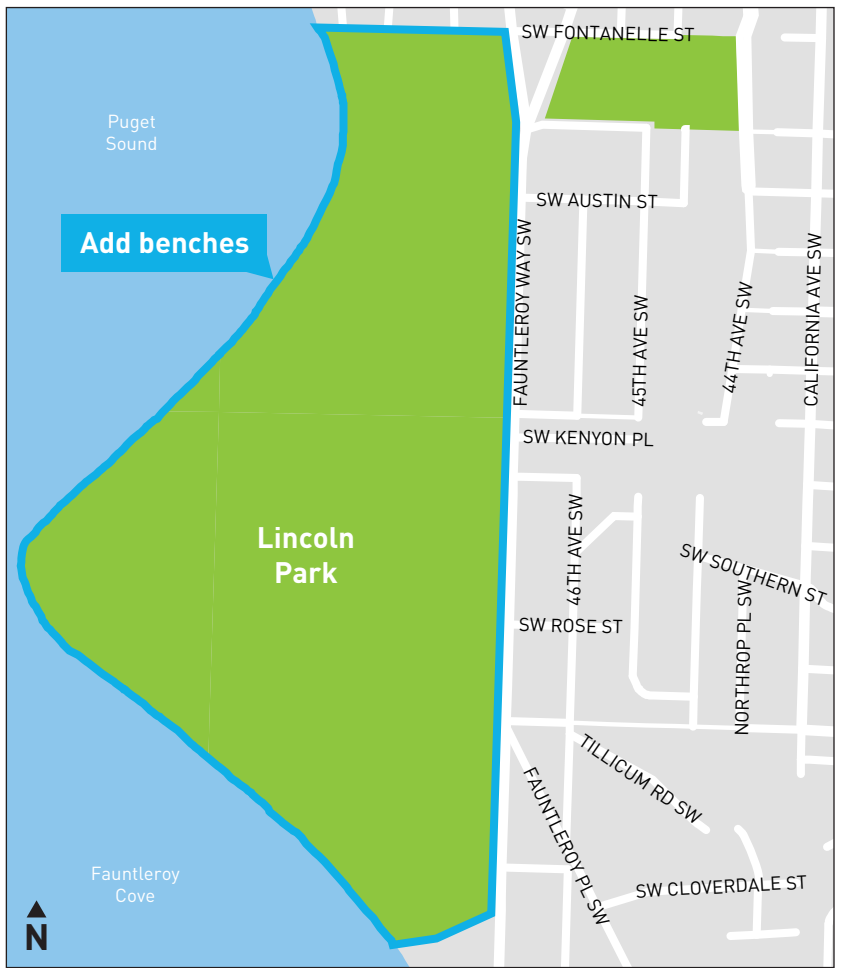 SW FONTANELLE ST
Puget
Sound
SW AUSTIN ST
Add benches
FAUNTLEROY WAY SW
45TH AVE SW
44TH AVE SW
CALIFORNIA AVE SW
SW KENYON PL
Lincoln
Park
46TH AVE SW
SW SOUTHERN ST
NORTHROP PL SW
SW ROSE ST
TILLICUM RD SW
FAUNTLEROY PL SW
Fauntleroy
Cove
SW CLOVERDALE ST
N